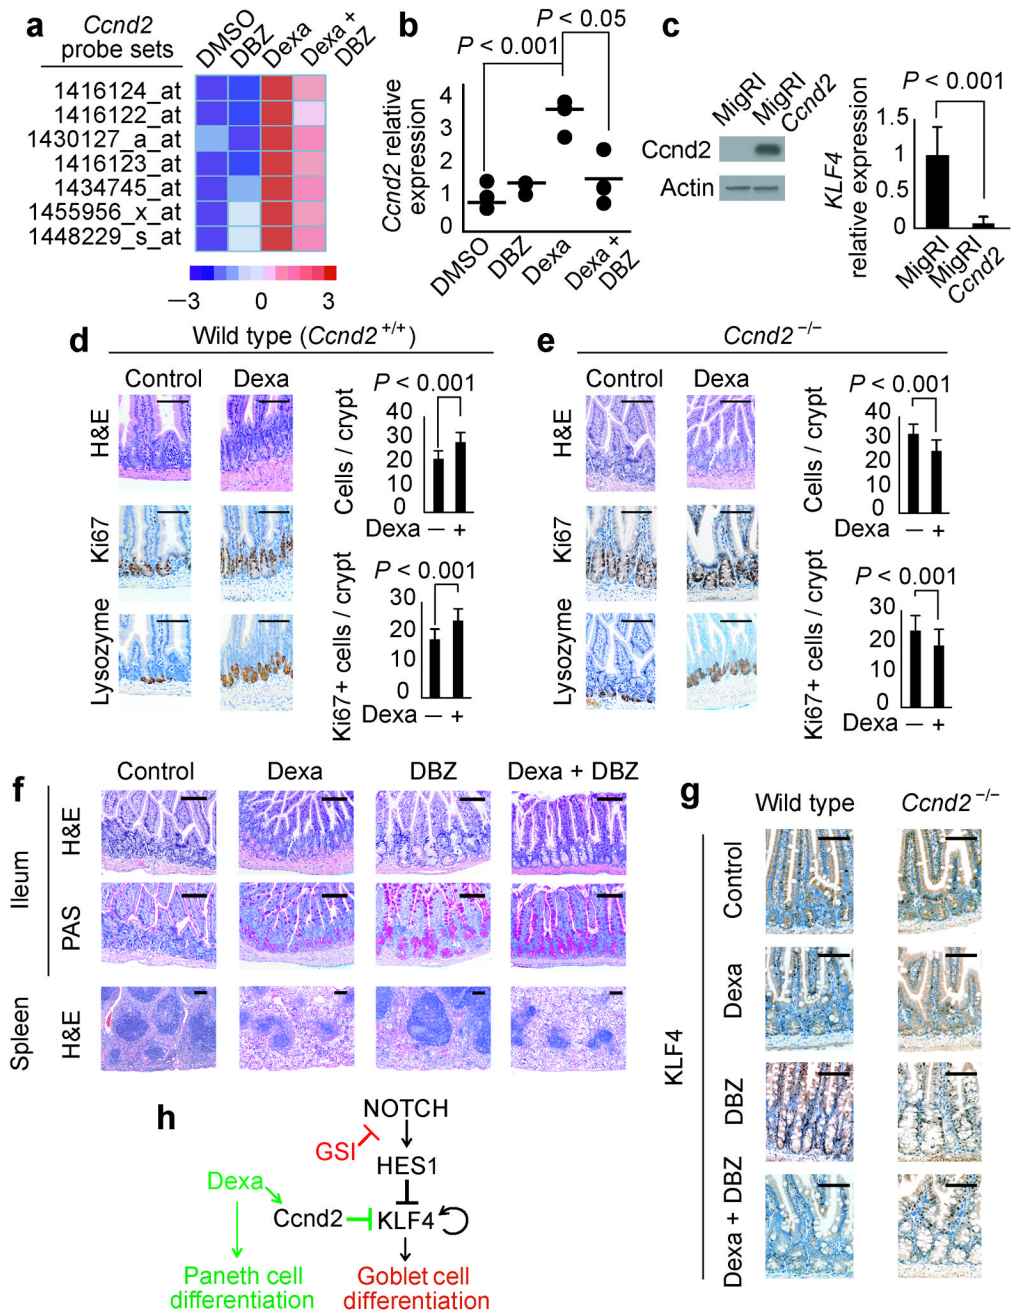 a
Ccnd2
probe sets
DMSO
DBZ
Dexa
Dexa +
DBZ
1416124_at
1416122_at
1430127_a_at
1416123_at
1434745_at
1455956_x_at
1448229_s_at
−3 0 3
b
P < 0.05
P < 0.001
Ccnd2 relative
expression
4
3
2
1
0
DMSO
DBZ
Dexa
Dexa +
DBZ
c
MigRI
MigRI
Ccnd2
Ccnd2
Actin
P < 0.001
KLF4
relative expression
1.5
1
0.5
0
MigRI
MigRI
Ccnd2
d
Wild type (Ccnd2 +/+)
Control Dexa
H&E
Ki67
Lysozyme
P < 0.001
Cells / crypt
40
30
20
10
0
Dexa − +
P < 0.001
Ki67+ cells / crypt
30
20
10
0
Dexa − +
e
Ccnd2 −/−
Control Dexa
H&E
Ki67
Lysozyme
P < 0.001
Cells / crypt
40
30
20
10
0
Dexa − +
P < 0.001
Ki67+ cells / crypt
30
20
10
0
Dexa − +
f
Control Dexa DBZ Dexa + DBZ
Ileum
H&E
PAS
Spleen
H&E
g
Wild type Ccnd2 −/−
KLF4
Control
Dexa
DBZ
Dexa + DBZ
h
NOTCH
GSI
HES1
Dexa
Ccnd2 KLF4
Paneth cell
differentiation
Goblet cell
differentiation